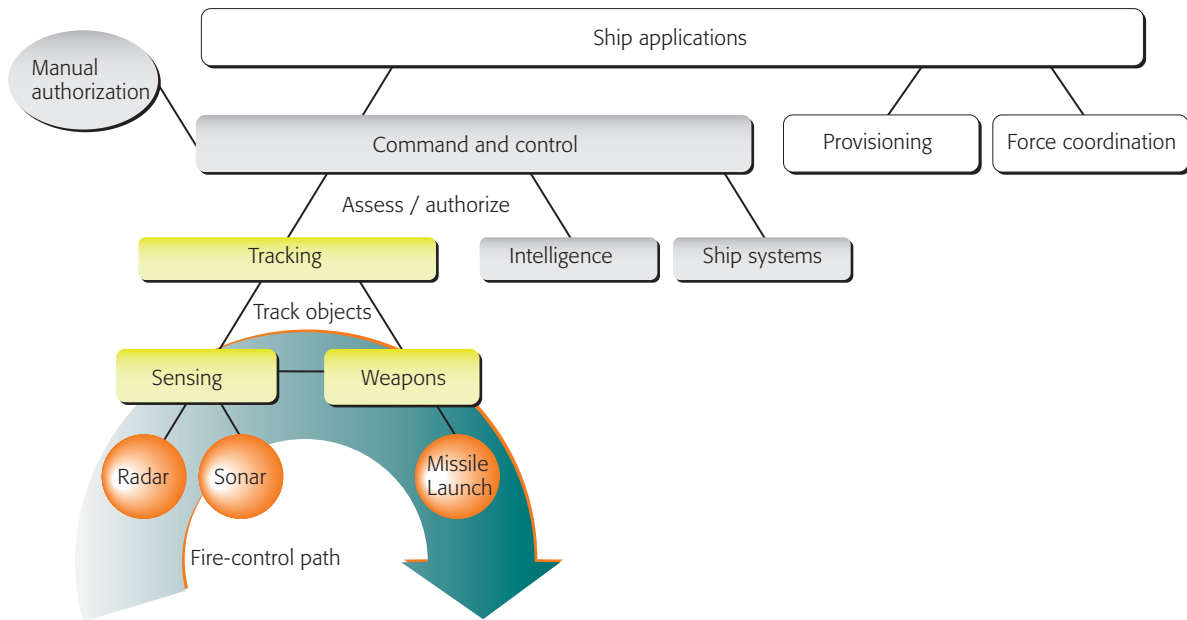 Ship applications
Manual
authorization
Command and control
Provisioning
Force coordination
Assess / authorize
Tracking
Intelligence
Ship systems
Track objects
Sensing
Weapons
Radar
Sonar
Missile
Launch
Fire-control path